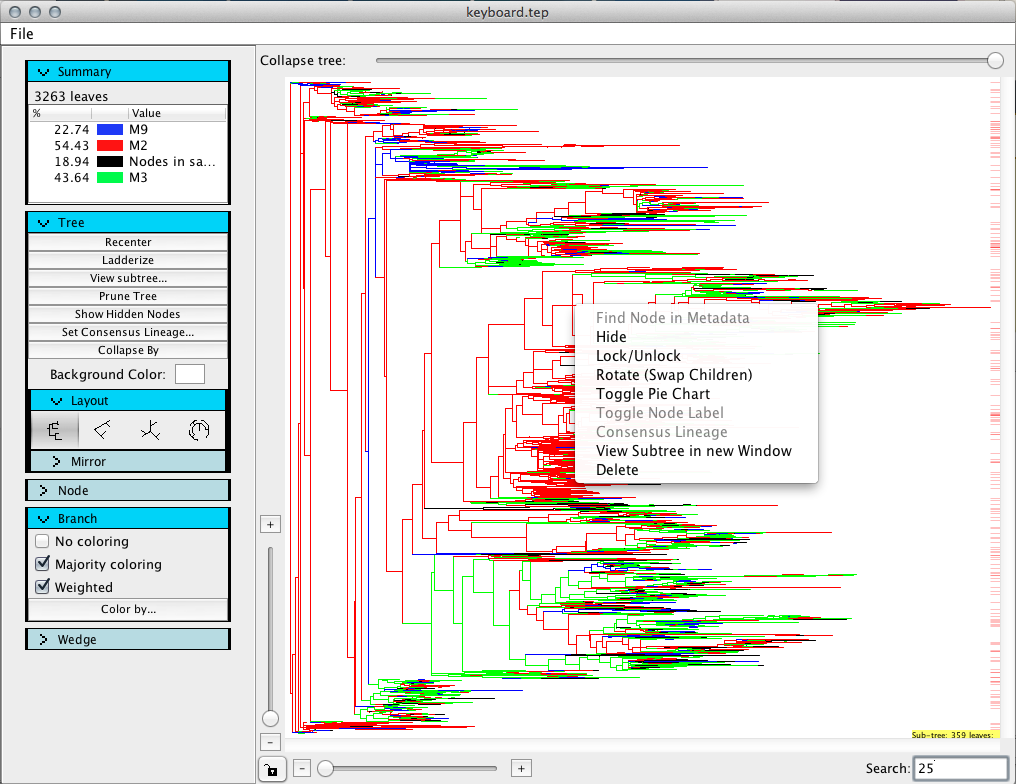 keyboard.tep
File
Summary
3263 leaves
% Value
22.74 M9
54.43 M2
18.94 Nodes in sa...
43.64 M3
Tree
Recenter
Ladderize
View subtree...
Prune Tree
Show Hidden Nodes
Set Consensus Lineage...
Collapse By
Background Color:
Layout
Mirror
Node
Branch
No coloring
Majority coloring
Weighted
Color by...
Wedge
Collapse tree:
Find Node in Metadata
Hide
Lock/Unlock
Rotate (Swap Children)
Toggle Pie Chart
Toggle Node Label
Consensus Lineage
View Subtree in new Window
Delete
+
-
Sub-tree: 359 leaves;
- +
Search: 25